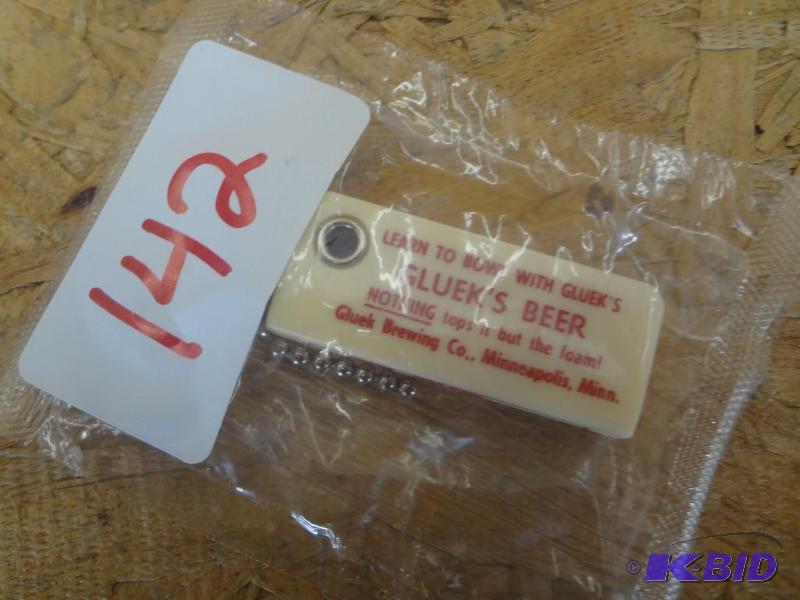 142
LEARN TO BOWL WITH GLUEK'S
GLUEK'S BEER
NOTHING tops it but the foam!
Gluek Brewing Co., Minneapolis, Minn.
© K-BID